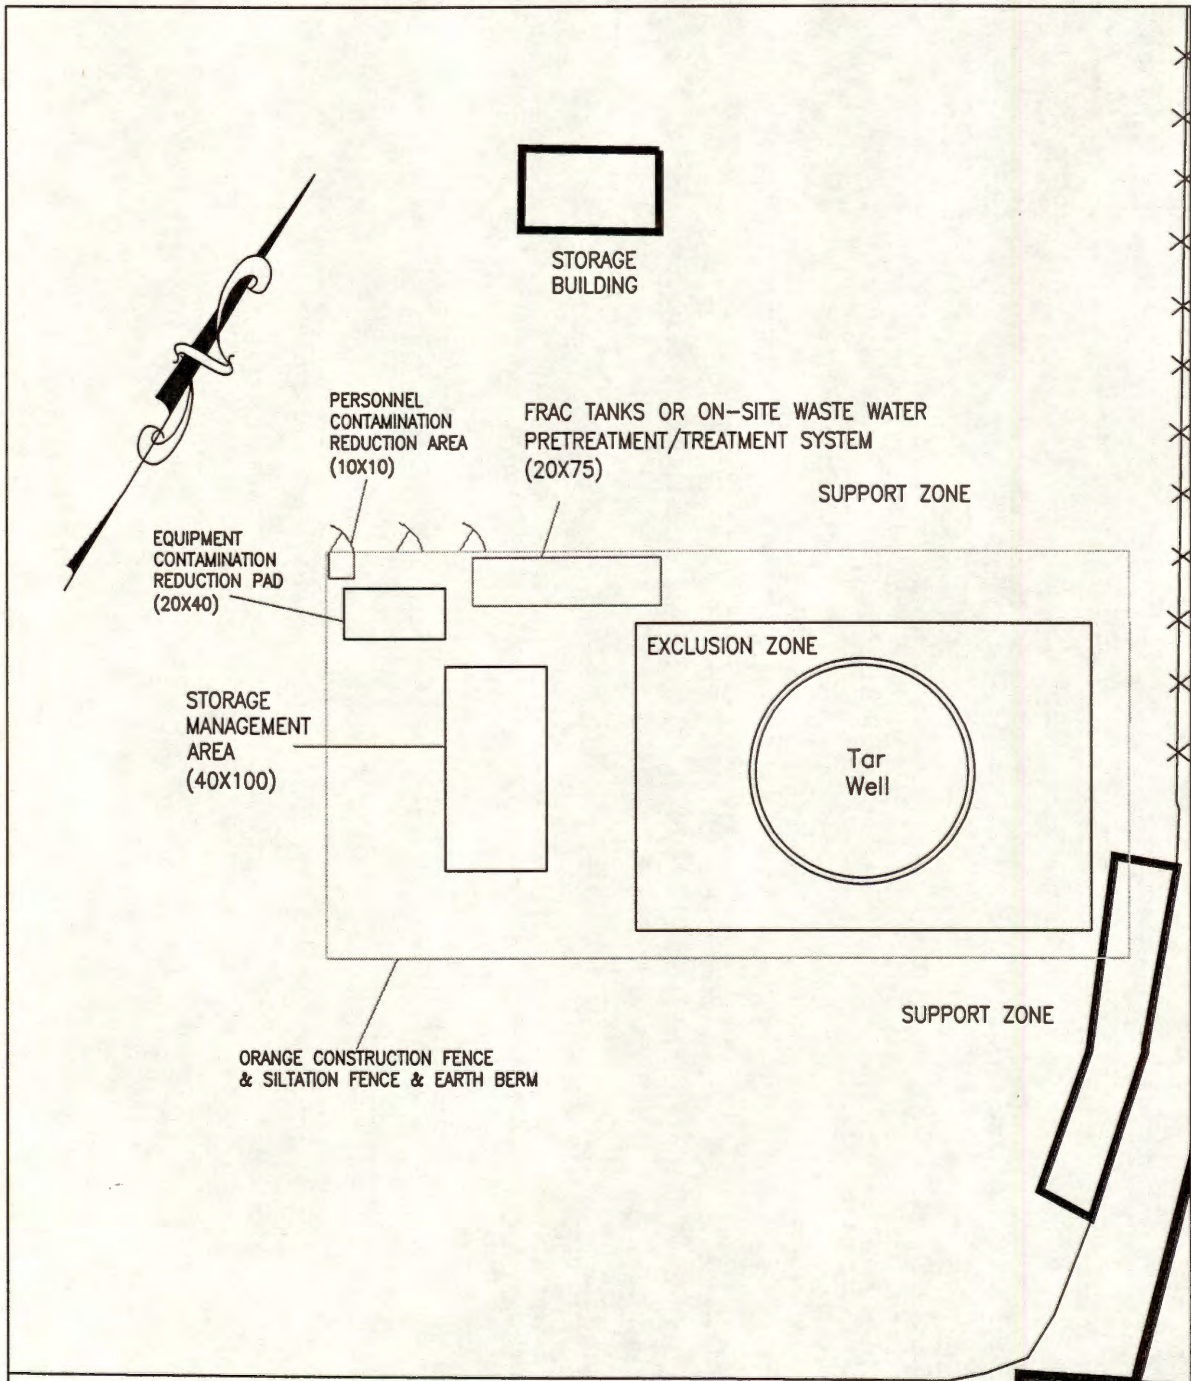 STORAGE
BUILDING
PERSONNEL
CONTAMINATION
REDUCTION AREA
(10X10)
FRAC TANKS OR ON-SITE WASTE WATER
PRETREATMENT/TREATMENT SYSTEM
(20X75)
SUPPORT ZONE
EQUIPMENT
CONTAMINATION
REDUCTION PAD
(20X40)
EXCLUSION ZONE
STORAGE
MANAGEMENT
AREA
(40X100)
Tar
Well
SUPPORT ZONE
ORANGE CONSTRUCTION FENCE
& SILTATION FENCE & EARTH BERM